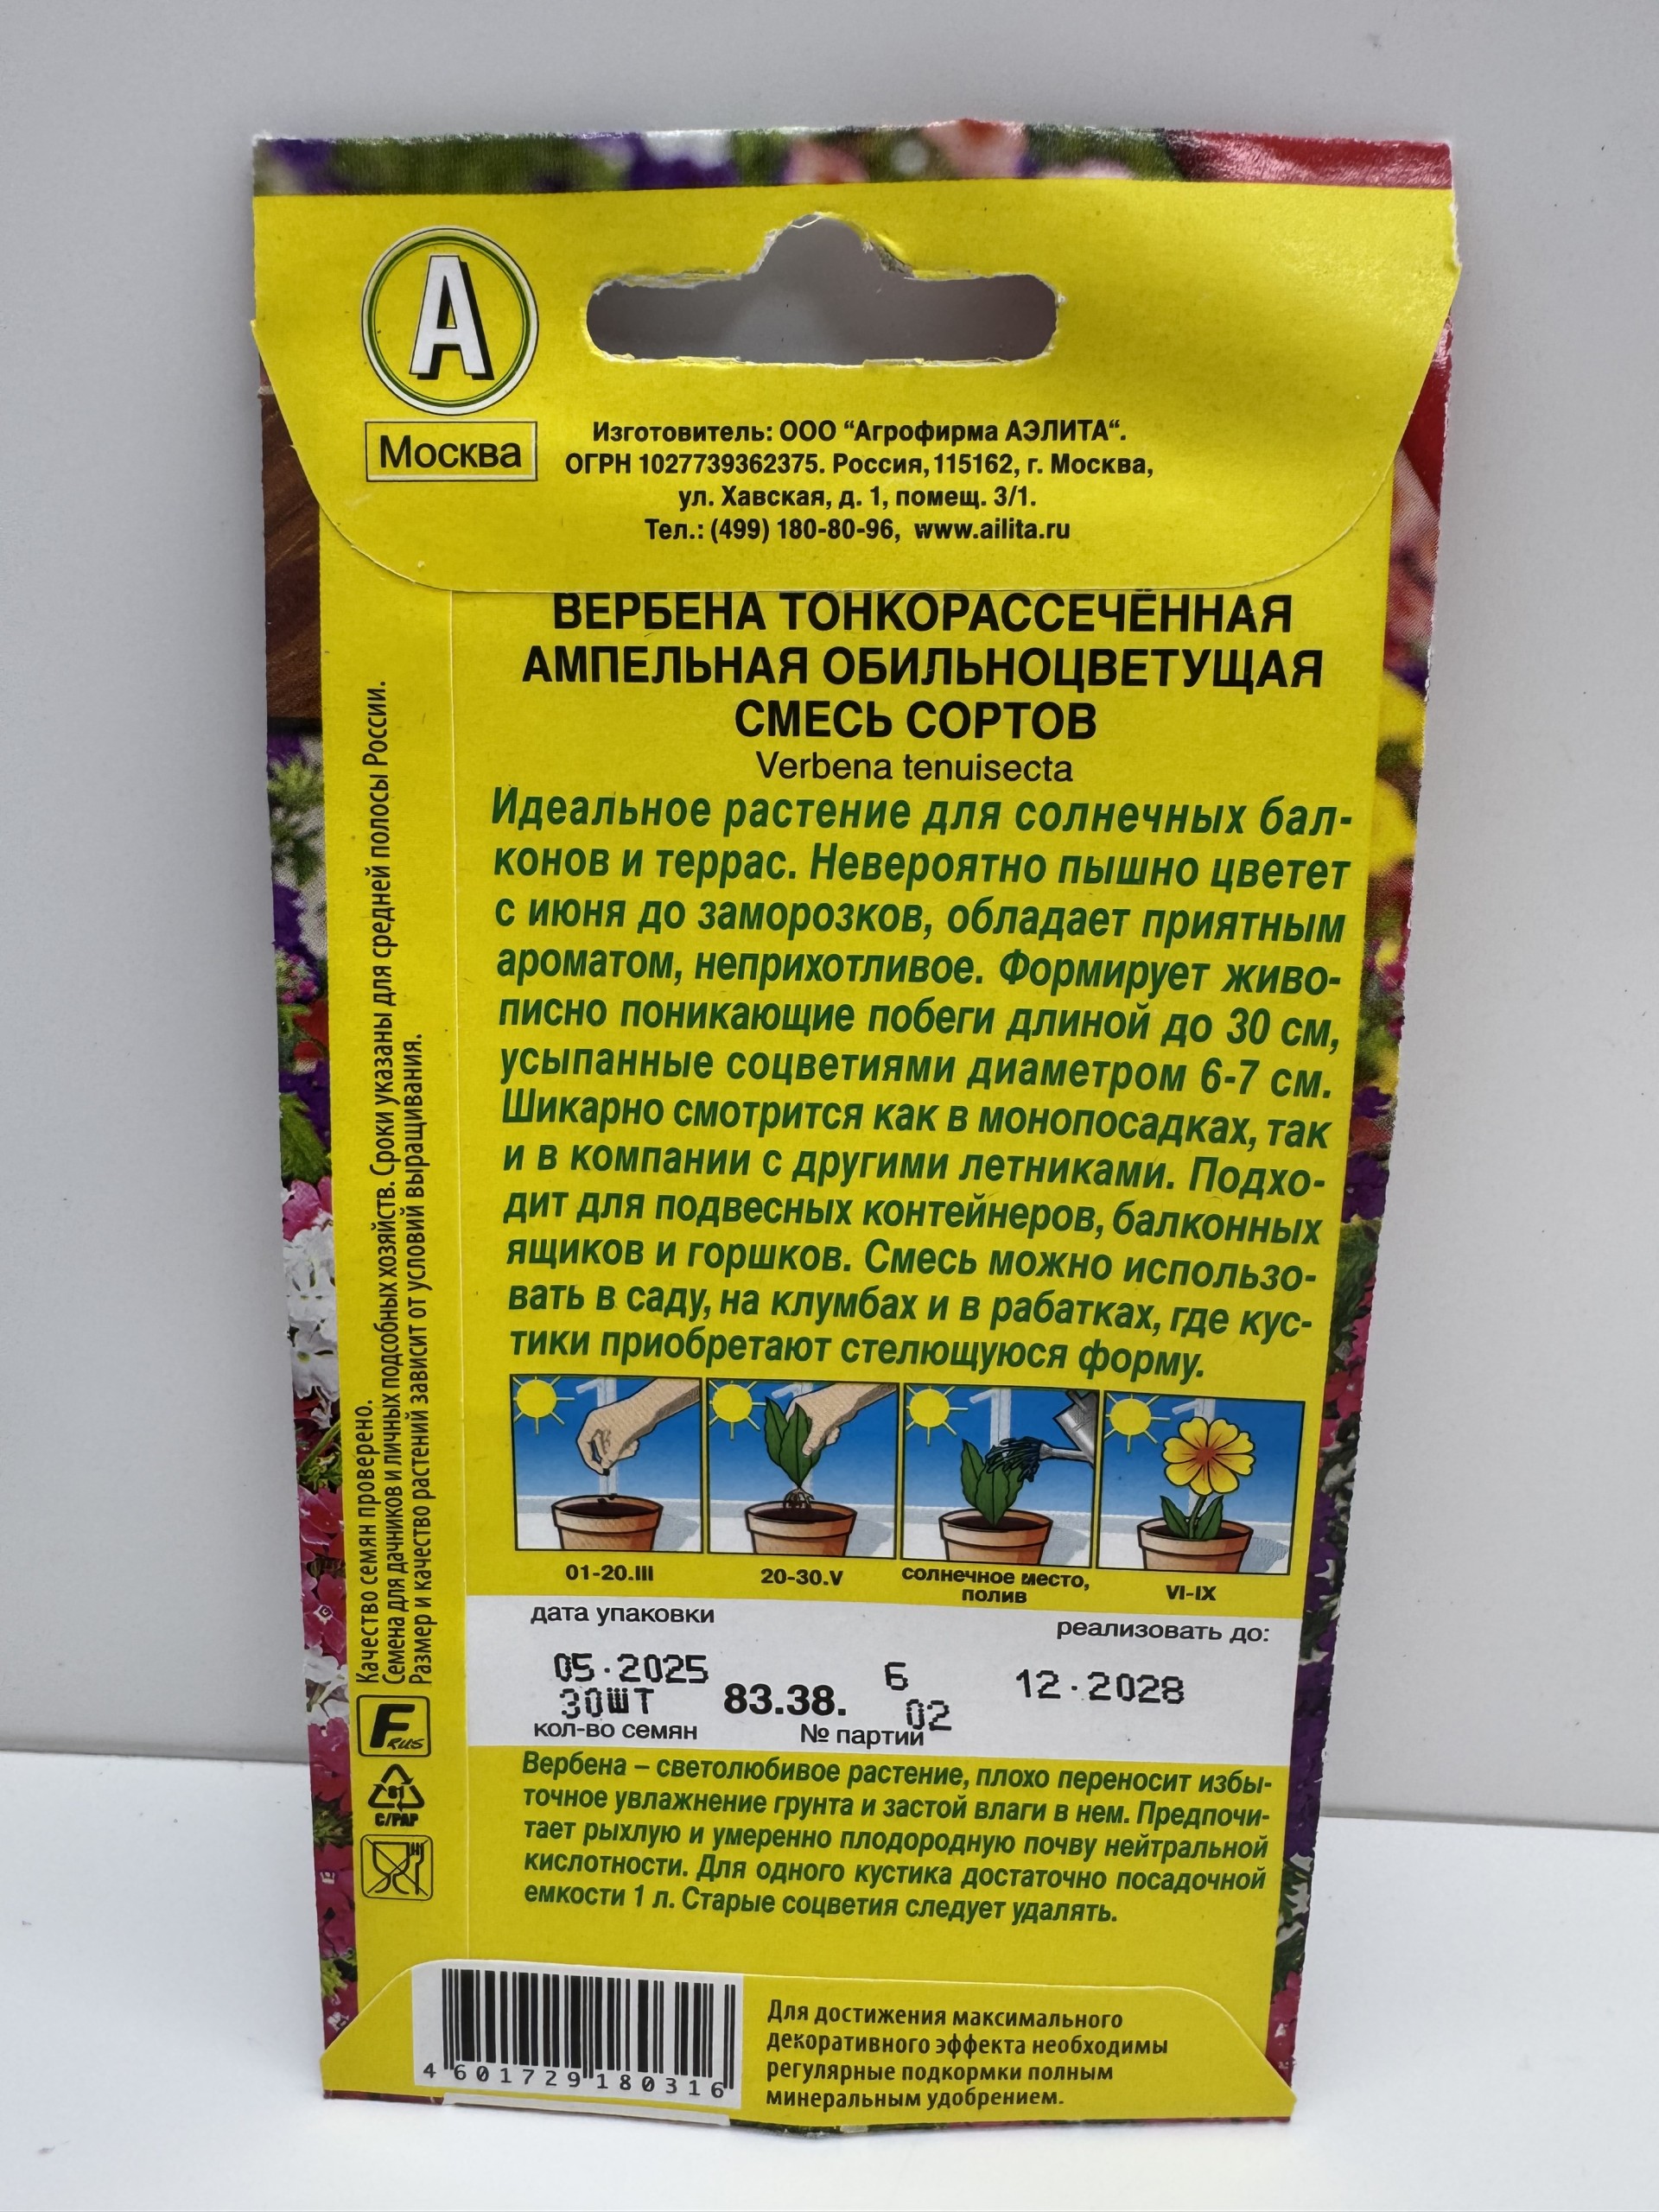 А
Москва
Изготовитель: ООО “Агрофирма АЭЛИТА“.
ОГРН 1027739362375. Россия, 115162, г. Москва,
ул. Хавская, д. 1, помещ. 3/1.
Тел.: (499) 180-80-96, www.ailita.ru
ВЕРБЕНА ТОНКОРАССЕЧЁННАЯ
АМПЕЛЬНАЯ ОБИЛЬНОЦВЕТУЩАЯ
СМЕСЬ СОРТОВ
Verbena tenuisecta
Идеальное растение для солнечных бал-
конов и террас. Невероятно пышно цветет
с июня до заморозков, обладает приятным
ароматом, неприхотливое. Формирует живо-
писно поникающие побеги длиной до 30 см,
усыпанные соцветиями диаметром 6-7 см.
Шикарно смотрится как в монопосадках, так
и в компании с другими летниками. Подхо-
дит для подвесных контейнеров, балконных
ящиков и горшков. Смесь можно использо-
вать в саду, на клумбах и в рабатках, где кус-
тики приобретают стелющуюся форму.
01-20.III
20-30.V
солнечное место,
полив
VI-IX
дата упаковки
реализовать до:
05.2025
6
12.2028
30ШТ
83.38.
02
кол-во семян
№ партии
Вербена – светолюбивое растение, плохо переносит избы-
точное увлажнение грунта и застой влаги в нем. Предпочи-
тает рыхлую и умеренно плодородную почву нейтральной
кислотности. Для одного кустика достаточно посадочной
емкости 1 л. Старые соцветия следует удалять.
Качество семян проверено.
Семена для дачников и личных подсобных хозяйств. Сроки указаны для средней полосы России.
Размер и качество растений зависит от условий выращивания.
F RUS
81
C/PAP
4 601729 180316
Для достижения максимального
декоративного эффекта необходимы
регулярные подкормки полным
минеральным удобрением.